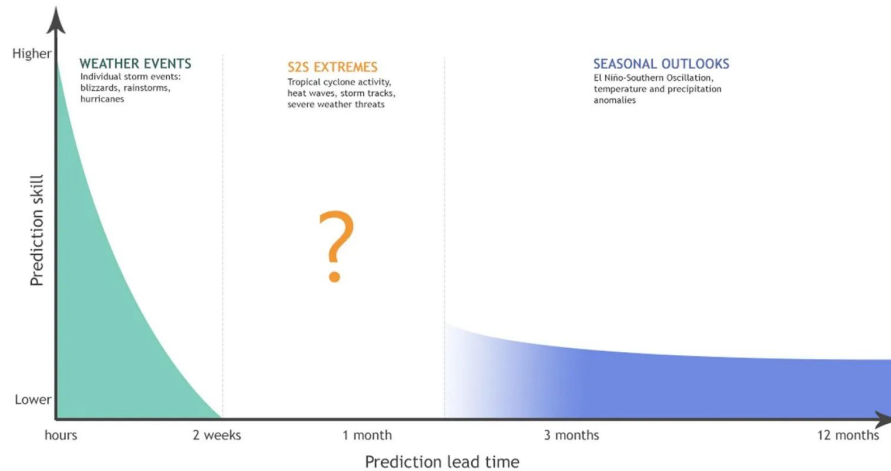 Higher
WEATHER EVENTS
Individual storm events:
blizzards, rainstorms,
hurricanes
S2S EXTREMES
Tropical cyclone activity,
heat waves, storm tracks,
severe weather threats
SEASONAL OUTLOOKS
El Niño-Southern Oscillation,
temperature and precipitation
anomalies
Prediction skill
?
Lower
hours
2 weeks
1 month
3 months
12 months
Prediction lead time